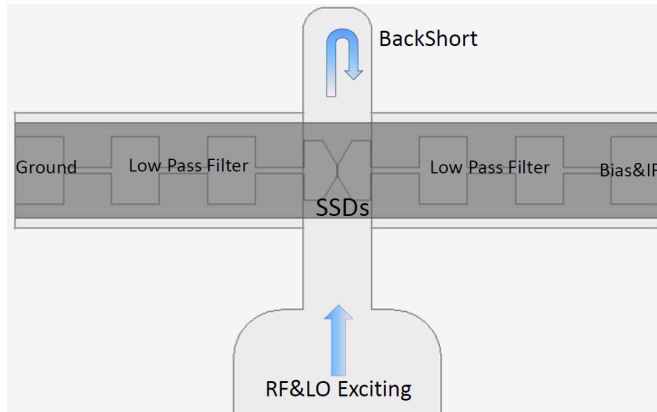 BackShort
Ground
Low Pass Filter
Low Pass Filter
Bias&IF
SSDs
RF&LO Exciting